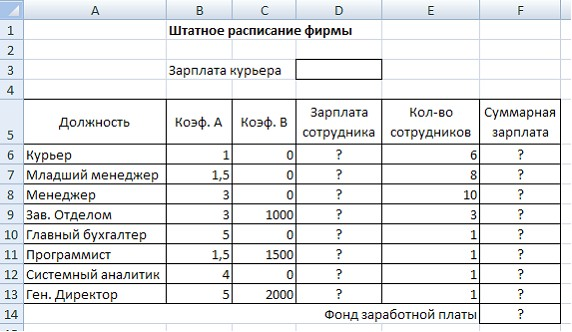 A B C D E F
1 Штатное расписание фирмы
2
3 Зарплата курьера
4
5 Должность Коэф. А Коэф. В Зарплата сотрудника Кол-во сотрудников Суммарная зарплата
6 Курьер 1 0 ? 6 ?
7 Младший менеджер 1,5 0 ? 8 ?
8 Менеджер 3 0 ? 10 ?
9 Зав. Отделом 3 1000 ? 3 ?
10 Главный бухгалтер 5 0 ? 1 ?
11 Программист 1,5 1500 ? 1 ?
12 Системный аналитик 4 0 ? 1 ?
13 Ген. Директор 5 2000 ? 1 ?
14 Фонд заработной платы ?